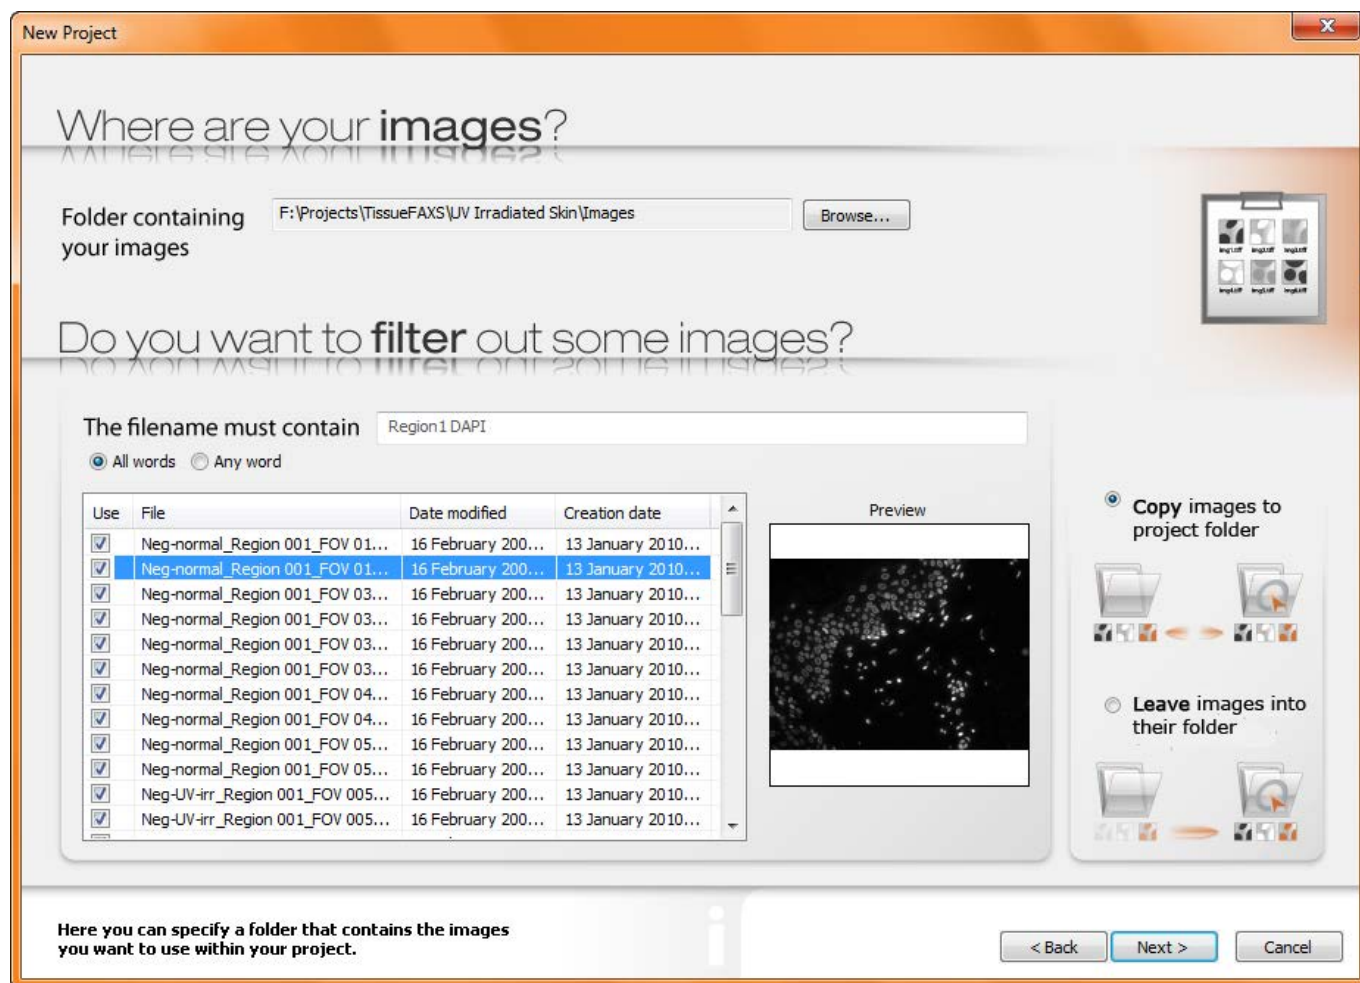 New Project
Where are your images?
Folder containing
your images
F:\Projects\TissueFAXS\UV Irradiated Skin\Images
Browse...
Do you want to filter out some images?
The filename must contain
Region1 DAPI
All words Any word
Use File Date modified Creation date
Neg-normal_Region 001_FOV 01... 16 February 200... 13 January 2010...
Neg-normal_Region 001_FOV 01... 16 February 200... 13 January 2010...
Neg-normal_Region 001_FOV 03... 16 February 200... 13 January 2010...
Neg-normal_Region 001_FOV 03... 16 February 200... 13 January 2010...
Neg-normal_Region 001_FOV 03... 16 February 200... 13 January 2010...
Neg-normal_Region 001_FOV 03... 16 February 200... 13 January 2010...
Neg-normal_Region 001_FOV 04... 16 February 200... 13 January 2010...
Neg-normal_Region 001_FOV 04... 16 February 200... 13 January 2010...
Neg-normal_Region 001_FOV 05... 16 February 200... 13 January 2010...
Neg-normal_Region 001_FOV 05... 16 February 200... 13 January 2010...
Neg-UV-irr_Region 001_FOV 005... 16 February 200... 13 January 2010...
Neg-UV-irr_Region 001_FOV 005... 16 February 200... 13 January 2010...
Preview
Copy images to
project folder
Leave images into
their folder
Here you can specify a folder that contains the images
you want to use within your project.
< Back Next > Cancel